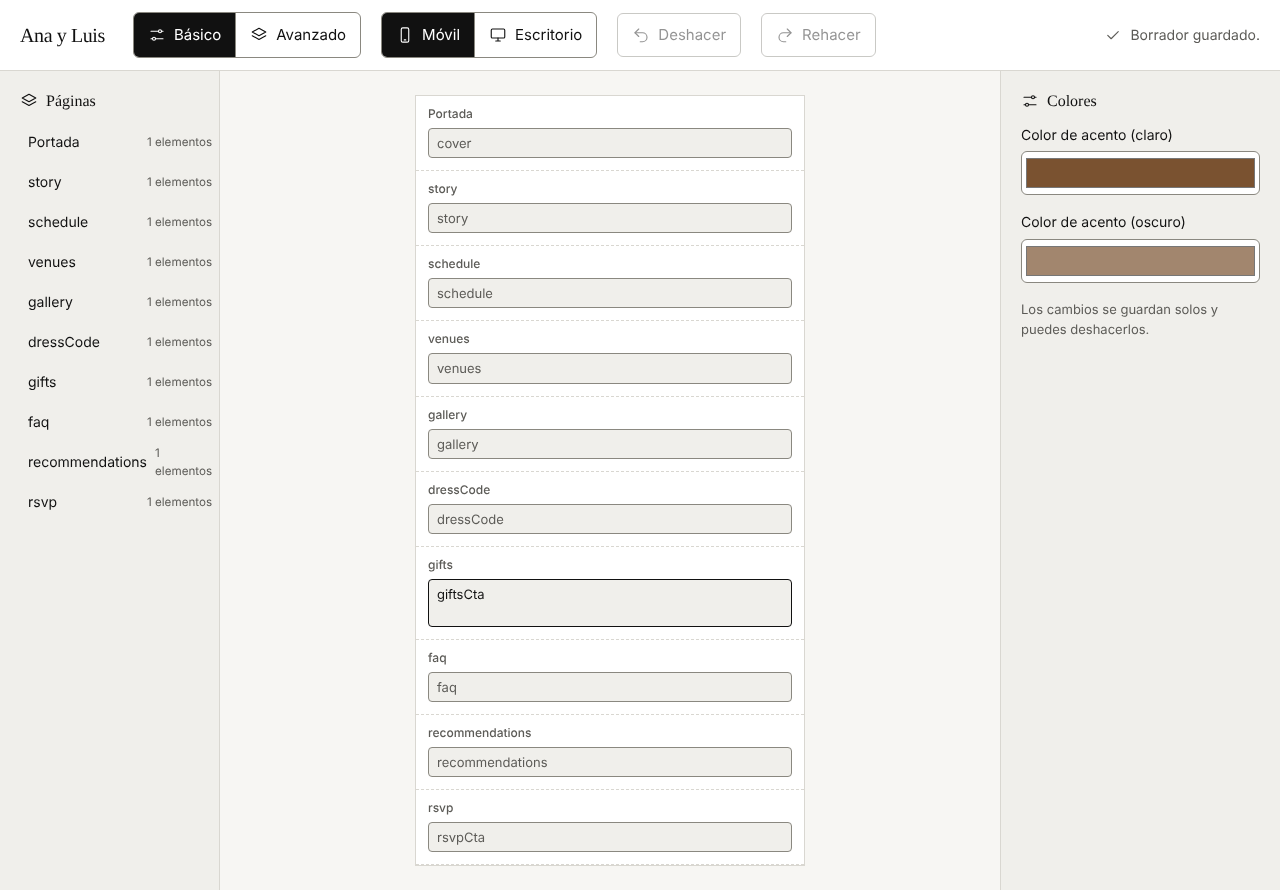 Ana y Luis
Básico
Avanzado
Móvil
Escritorio
Deshacer
Rehacer
Borrador guardado.
Páginas
Portada 1 elementos
story 1 elementos
schedule 1 elementos
venues 1 elementos
gallery 1 elementos
dressCode 1 elementos
gifts 1 elementos
faq 1 elementos
recommendations 1
elementos
rsvp 1 elementos
Portada
cover
story
story
schedule
schedule
venues
venues
gallery
gallery
dressCode
dressCode
gifts
giftsCta
faq
faq
recommendations
recommendations
rsvp
rsvpCta
Colores
Color de acento (claro)
Color de acento (oscuro)
Los cambios se guardan solos y
puedes deshacerlos.